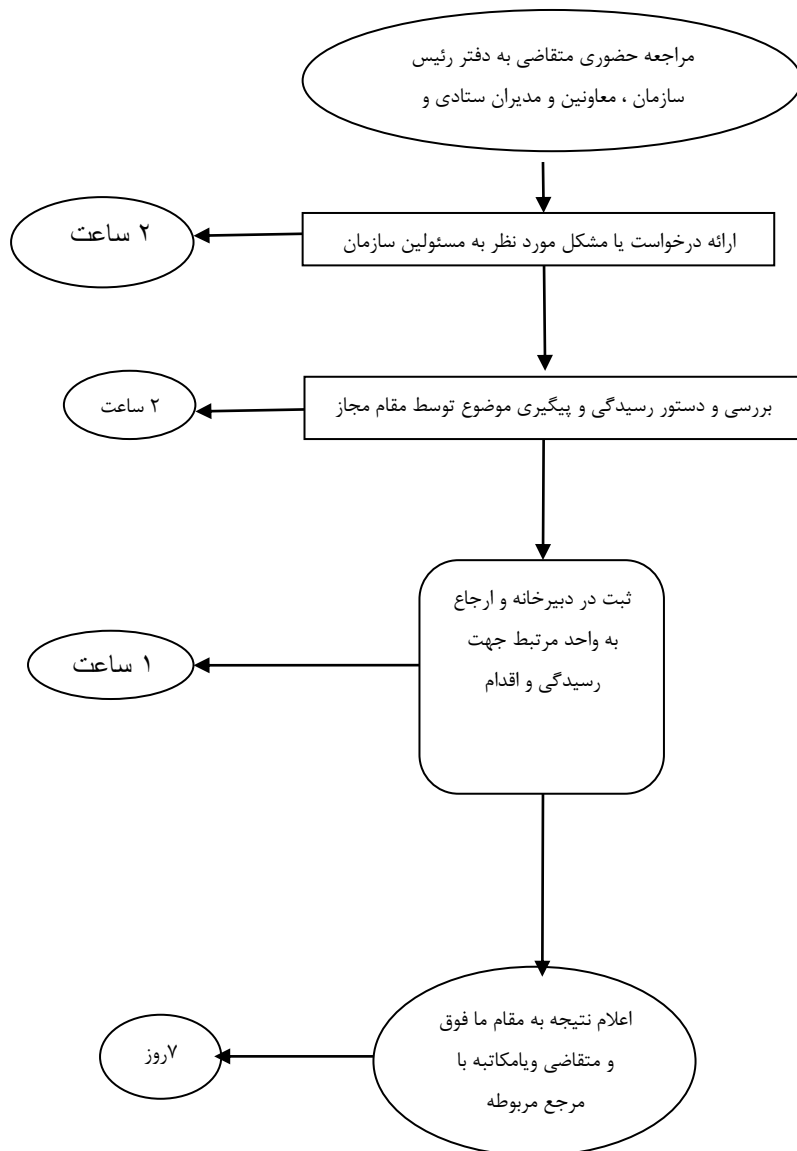 مراجعه حضوری متقاضی به دفتر رئیس
سازمان ، معاونین و مدیران ستادی و
ارائه درخواست یا مشکل مورد نظر به مسئولین سازمان
۲ ساعت
بررسی و دستور رسیدگی و پیگیری موضوع توسط مقام مجاز
۲ ساعت
ثبت در دبیرخانه و ارجاع
به واحد مرتبط جهت
رسیدگی و اقدام
۱ ساعت
اعلام نتیجه به مقام ما فوق
و متقاضی ویامکاتبه با
مرجع مربوطه
۷روز